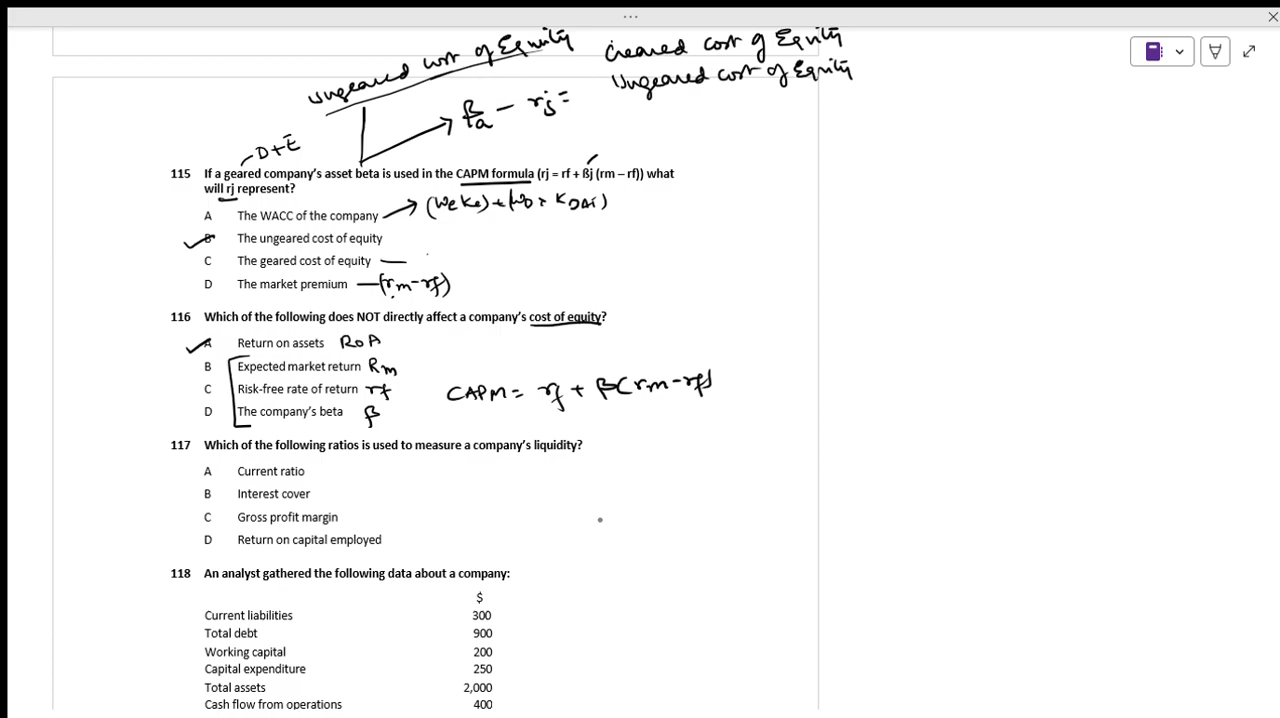 ungeared cost of Equity
Geared cost of Equity
Ungeared cost of Equity
βa – rj =
D+E
115 If a geared company's asset beta is used in the CAPM formula (rj = rf + ßj (rm – rf)) what
will rj represent?
A The WACC of the company → (We Ke) + (WD × KDAT)
B The ungeared cost of equity
C The geared cost of equity —
D The market premium — (rm – rf)
116 Which of the following does NOT directly affect a company's cost of equity?
A Return on assets ROA
B Expected market return Rm
C Risk-free rate of return rf
D The company's beta β
CAPM = rf + β(rm – rf)
117 Which of the following ratios is used to measure a company's liquidity?
A Current ratio
B Interest cover
C Gross profit margin
D Return on capital employed
118 An analyst gathered the following data about a company:
$
Current liabilities 300
Total debt 900
Working capital 200
Capital expenditure 250
Total assets 2,000
Cash flow from operations 400